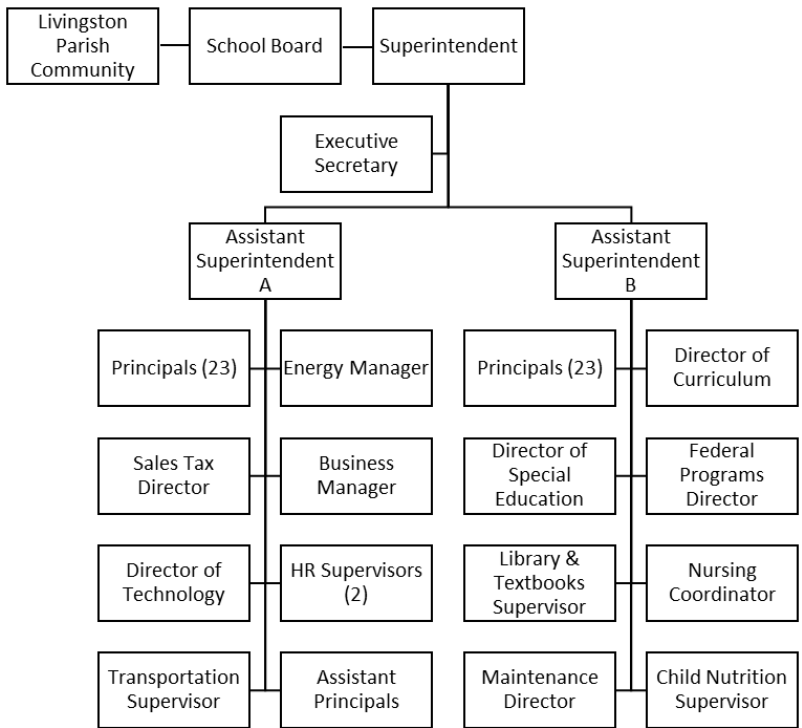 Livingston
Parish
Community
School Board
Superintendent
Executive
Secretary
Assistant
Superintendent
A
Assistant
Superintendent
B
Principals (23)
Energy Manager
Principals (23)
Director of
Curriculum
Sales Tax
Director
Business
Manager
Director of
Special
Education
Federal
Programs
Director
Director of
Technology
HR Supervisors
(2)
Library &
Textbooks
Supervisor
Nursing
Coordinator
Transportation
Supervisor
Assistant
Principals
Maintenance
Director
Child Nutrition
Supervisor